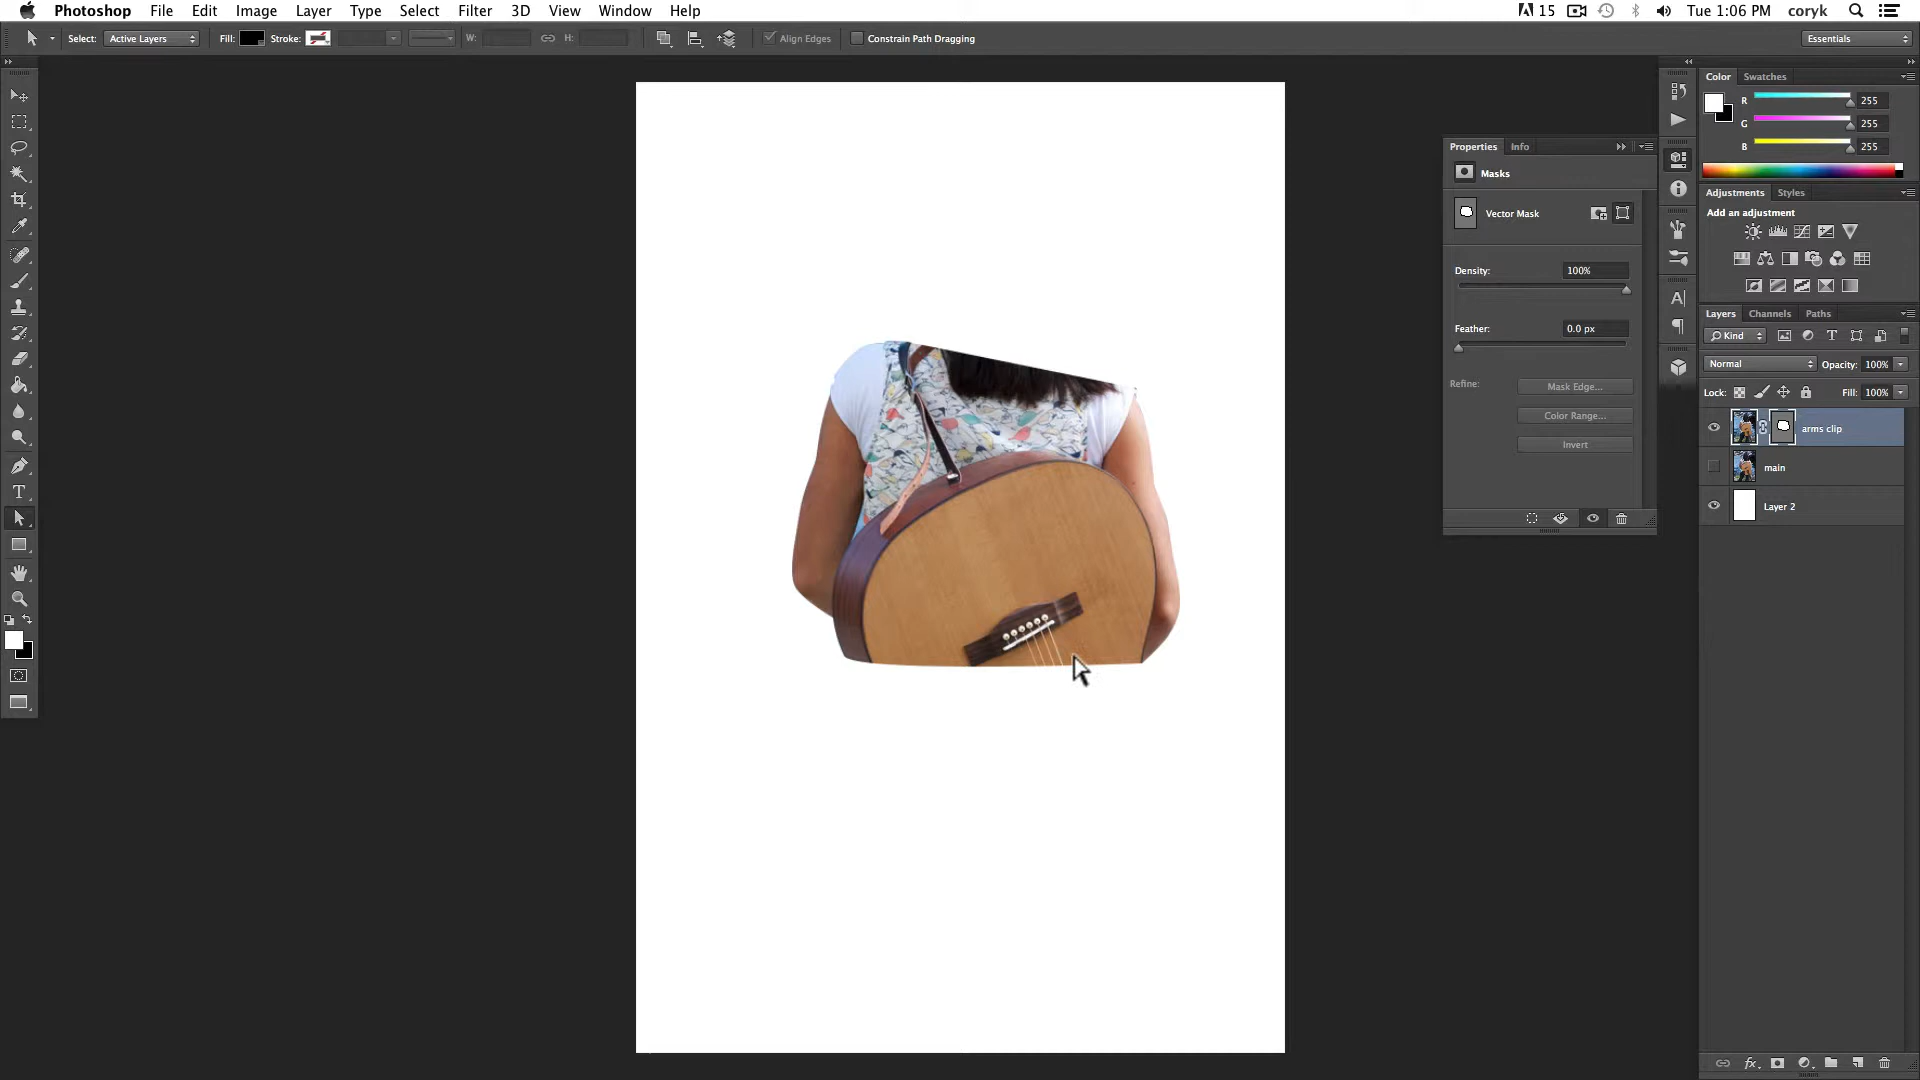 Photoshop File Edit Image Layer Type Select Filter 3D View Window Help 15 Tue 1:06 PM coryk
Select: Active Layers Fill: Stroke: W: H: Align Edges Constrain Path Dragging Essentials
Color Swatches
R 255
G 255
B 255
Properties Info
Masks
Vector Mask
Density: 100%
Feather: 0.0 px
Refine: Mask Edge...
Color Range...
Invert
Adjustments Styles
Add an adjustment
Layers Channels Paths
Kind
Normal Opacity: 100%
Lock: Fill: 100%
arms clip
main
Layer 2